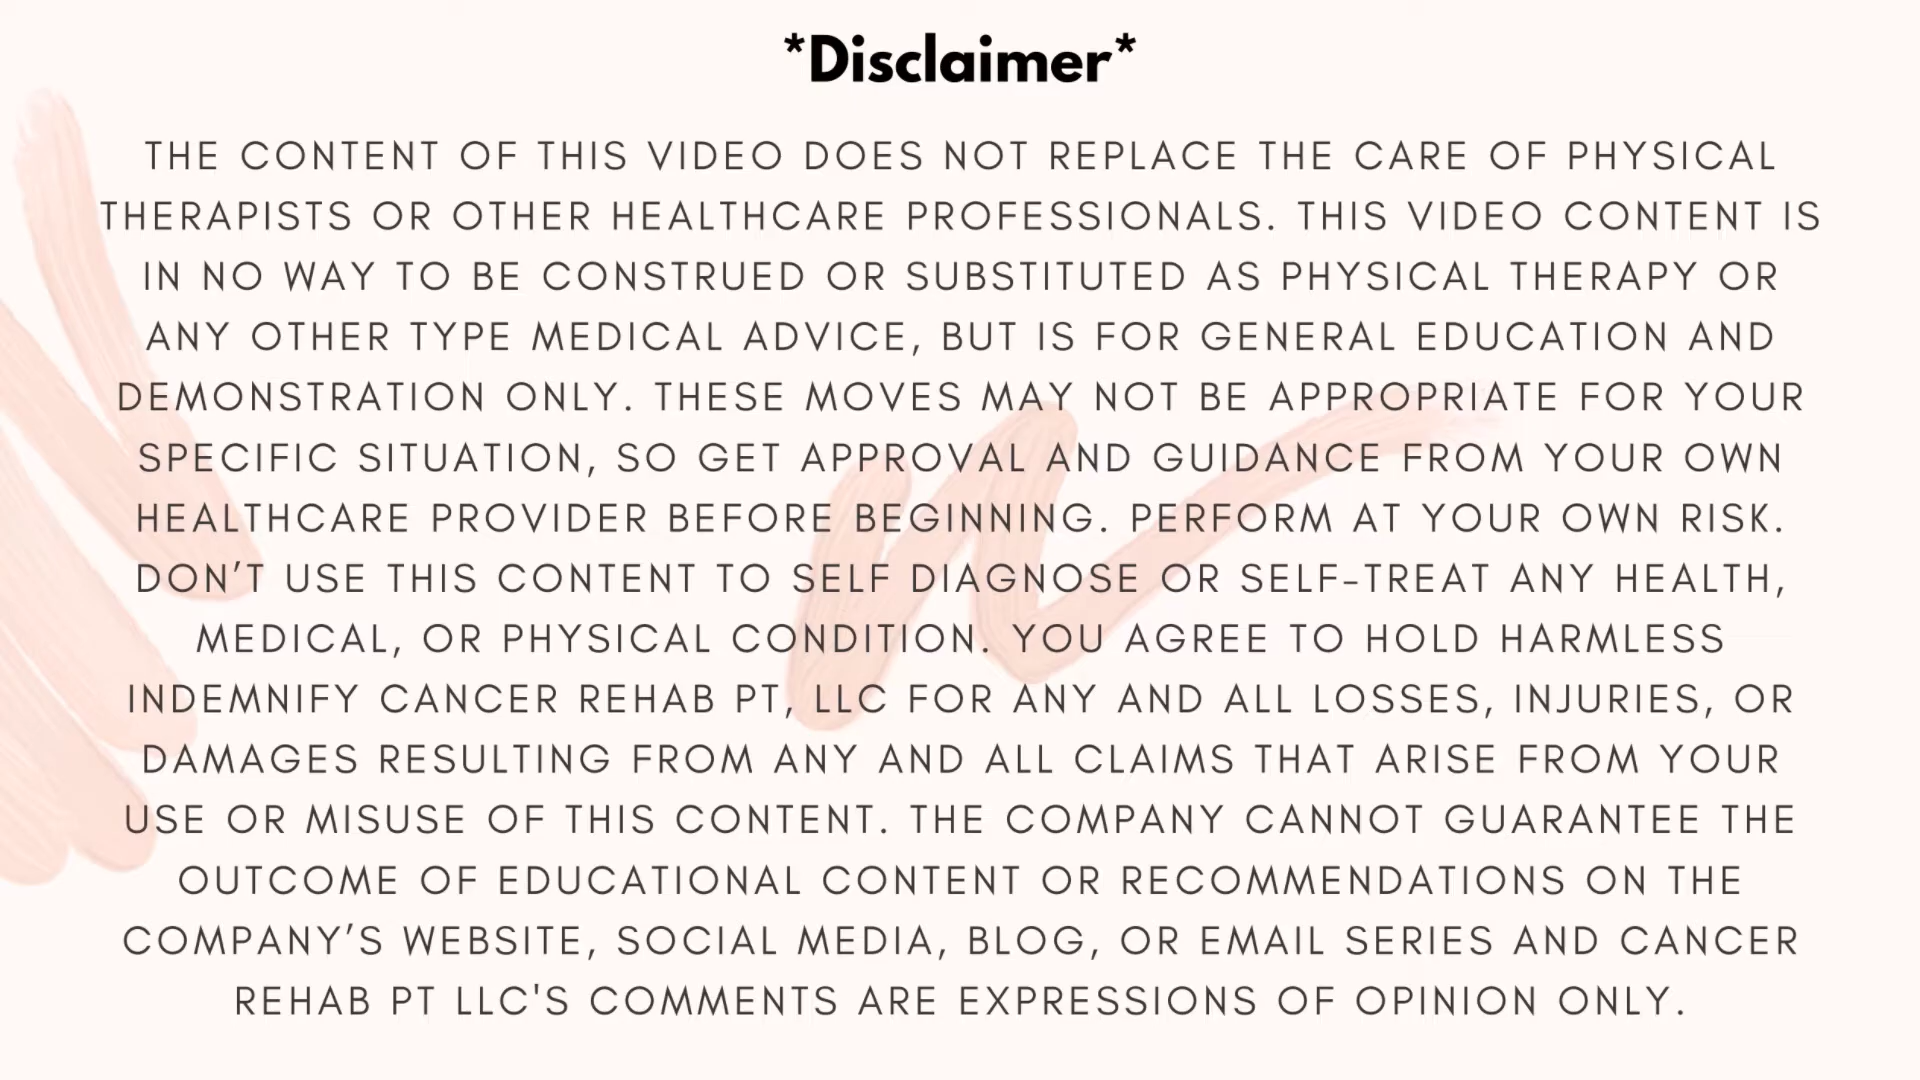 *Disclaimer*
THE CONTENT OF THIS VIDEO DOES NOT REPLACE THE CARE OF PHYSICAL
THERAPISTS OR OTHER HEALTHCARE PROFESSIONALS. THIS VIDEO CONTENT IS
IN NO WAY TO BE CONSTRUED OR SUBSTITUTED AS PHYSICAL THERAPY OR
ANY OTHER TYPE MEDICAL ADVICE, BUT IS FOR GENERAL EDUCATION AND
DEMONSTRATION ONLY. THESE MOVES MAY NOT BE APPROPRIATE FOR YOUR
SPECIFIC SITUATION, SO GET APPROVAL AND GUIDANCE FROM YOUR OWN
HEALTHCARE PROVIDER BEFORE BEGINNING. PERFORM AT YOUR OWN RISK.
DON’T USE THIS CONTENT TO SELF DIAGNOSE OR SELF-TREAT ANY HEALTH,
MEDICAL, OR PHYSICAL CONDITION. YOU AGREE TO HOLD HARMLESS
INDEMNIFY CANCER REHAB PT, LLC FOR ANY AND ALL LOSSES, INJURIES, OR
DAMAGES RESULTING FROM ANY AND ALL CLAIMS THAT ARISE FROM YOUR
USE OR MISUSE OF THIS CONTENT. THE COMPANY CANNOT GUARANTEE THE
OUTCOME OF EDUCATIONAL CONTENT OR RECOMMENDATIONS ON THE
COMPANY’S WEBSITE, SOCIAL MEDIA, BLOG, OR EMAIL SERIES AND CANCER
REHAB PT LLC'S COMMENTS ARE EXPRESSIONS OF OPINION ONLY.